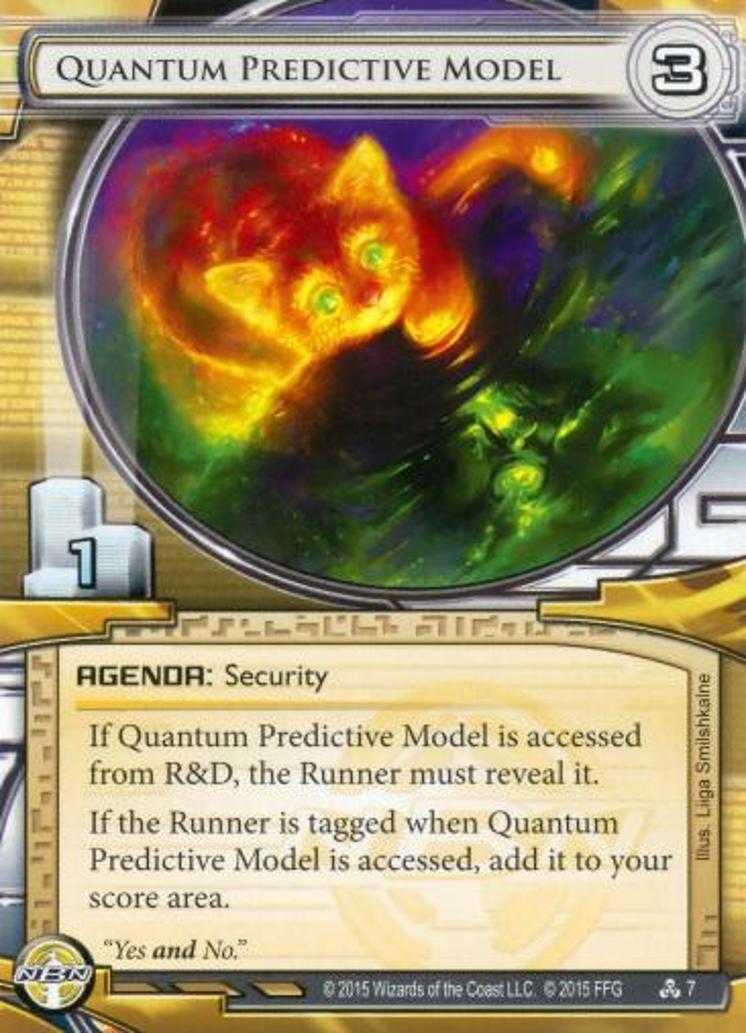 QUANTUM PREDICTIVE MODEL
3
1
AGENDA: Security
If Quantum Predictive Model is accessed
from R&D, the Runner must reveal it.
If the Runner is tagged when Quantum
Predictive Model is accessed, add it to your
score area.
"Yes and No."
Illus. Liiga Smilshkalne
NBN
© 2015 Wizards of the Coast LLC. © 2015 FFG
7